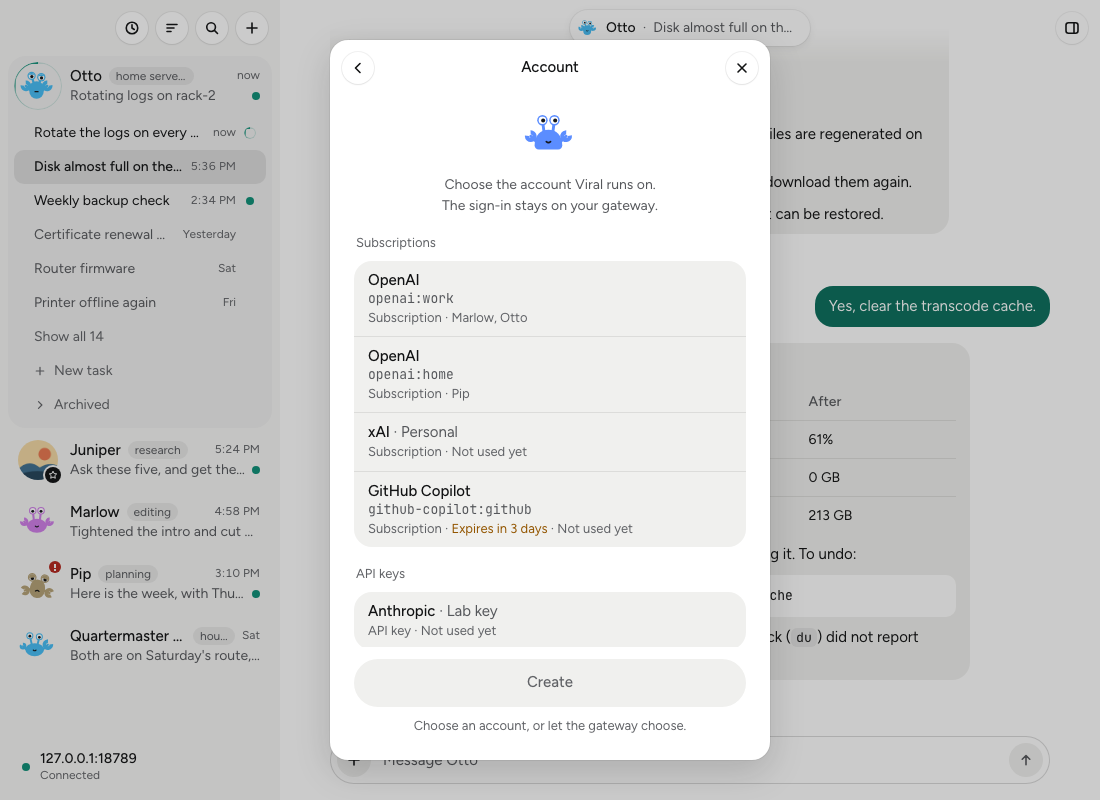 Otto home serve... now
Rotating logs on rack-2
Rotate the logs on every ... now
Disk almost full on the... 5:36 PM
Weekly backup check 2:34 PM
Certificate renewal ... Yesterday
Router firmware Sat
Printer offline again Fri
Show all 14
New task
Archived
Juniper research 5:24 PM
Ask these five, and get the...
Marlow editing 4:58 PM
Tightened the intro and cut ...
Pip planning 3:10 PM
Here is the week, with Thu...
Quartermaster ... hou... Sat
Both are on Saturday's route,...
127.0.0.1:18789
Connected
Otto · Disk almost full on th...
Account
Choose the account Viral runs on.
The sign-in stays on your gateway.
Subscriptions
OpenAI
openai:work
Subscription · Marlow, Otto
OpenAI
openai:home
Subscription · Pip
xAI · Personal
Subscription · Not used yet
GitHub Copilot
github-copilot:github
Subscription · Expires in 3 days · Not used yet
API keys
Anthropic · Lab key
API key · Not used yet
Create
Choose an account, or let the gateway choose.
are regenerated on
download them again.
can be restored.
Yes, clear the transcode cache.
After
61%
0 GB
213 GB
it. To undo:
(du) did not report
Message Otto